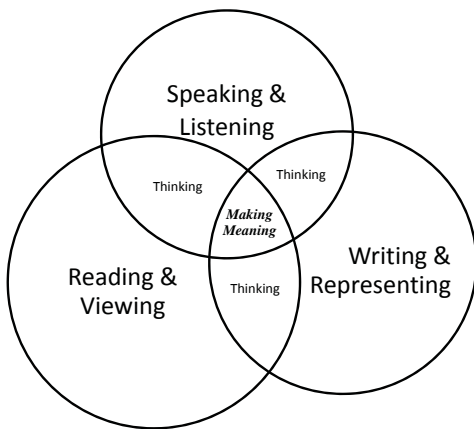 Speaking &
Listening
Thinking
Thinking
Making
Meaning
Reading &
Viewing
Writing &
Representing
Thinking